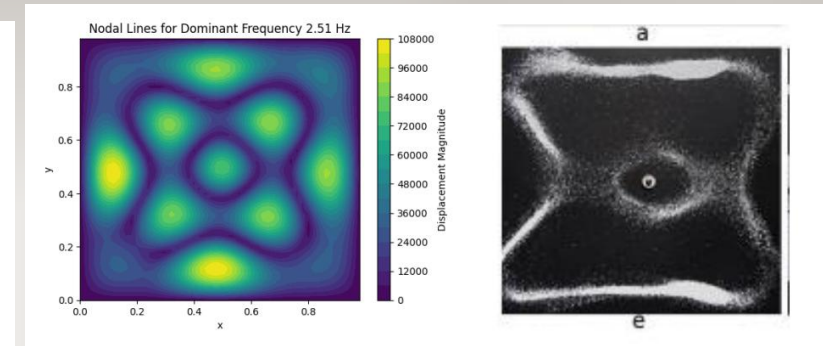 Nodal Lines for Dominant Frequency 2.51 Hz
108000
96000
84000
72000
60000
48000
36000
24000
12000
0
Displacement Magnitude
y
0.8
0.6
0.4
0.2
0.0
0.0 0.2 0.4 0.6 0.8
x
a
e